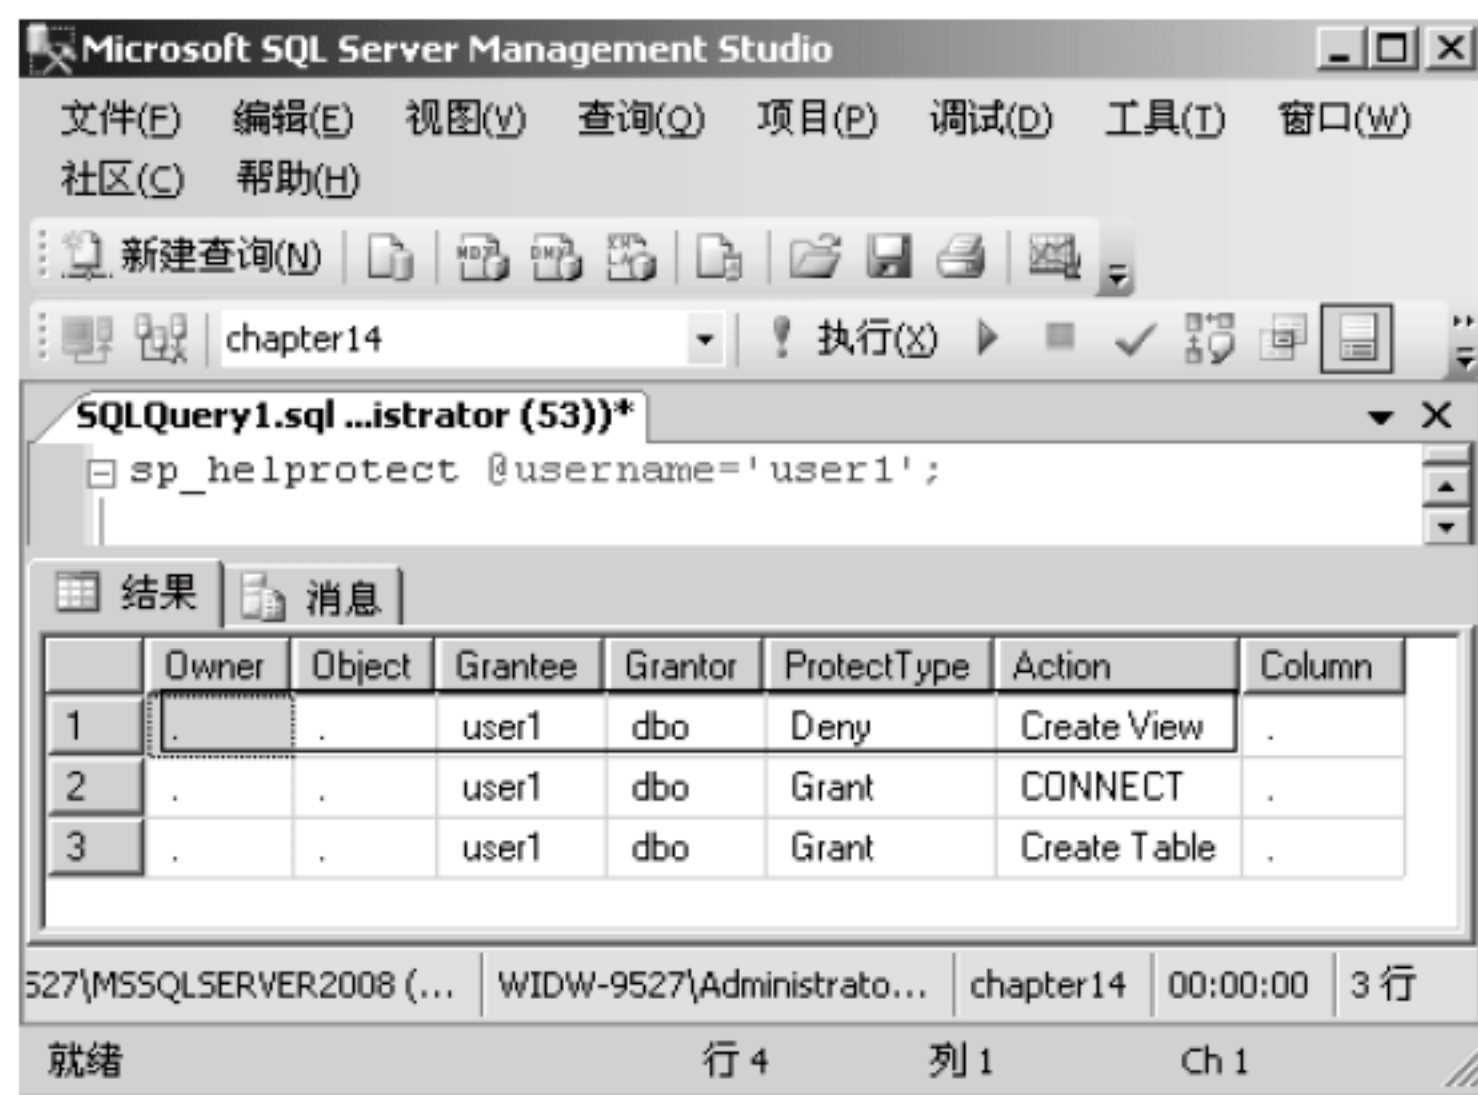 Microsoft SQL Server Management Studio
文件(F) 编辑(E) 视图(V) 查询(Q) 项目(P) 调试(D) 工具(T) 窗口(W)
社区(C) 帮助(H)
新建查询(N)
chapter14 执行(X)
SQLQuery1.sql ...istrator (53))*
sp_helprotect @username='user1';
结果 消息
Owner Object Grantee Grantor ProtectType Action Column
1 . . user1 dbo Deny Create View .
2 . . user1 dbo Grant CONNECT .
3 . . user1 dbo Grant Create Table .
527\MSSQLSERVER2008 (... WIDW-9527\Administrato... chapter14 00:00:00 3 行
就绪 行 4 列 1 Ch 1